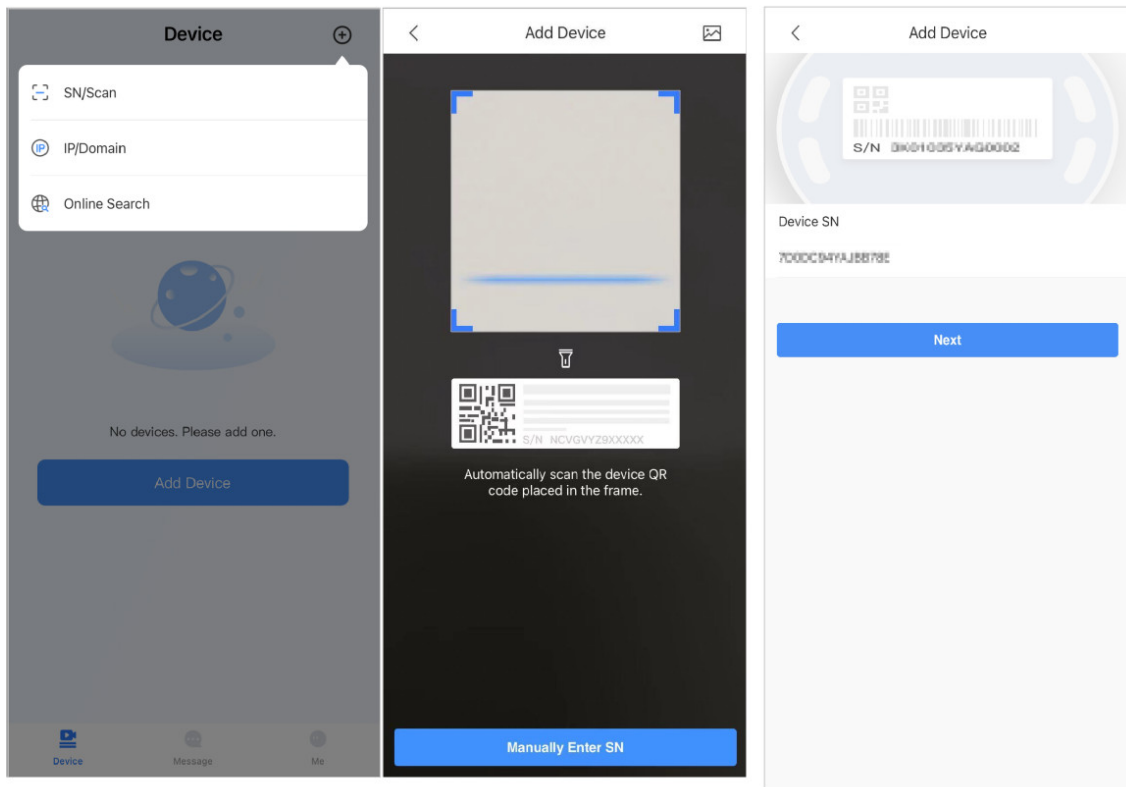 Device
SN/Scan
IP/Domain
Online Search
No devices. Please add one.
Add Device
Device
Message
Me
Add Device
S/N NCVGVYZ9XXXXX
Automatically scan the device QR
code placed in the frame.
Manually Enter SN
Add Device
S/N
Device SN
Next